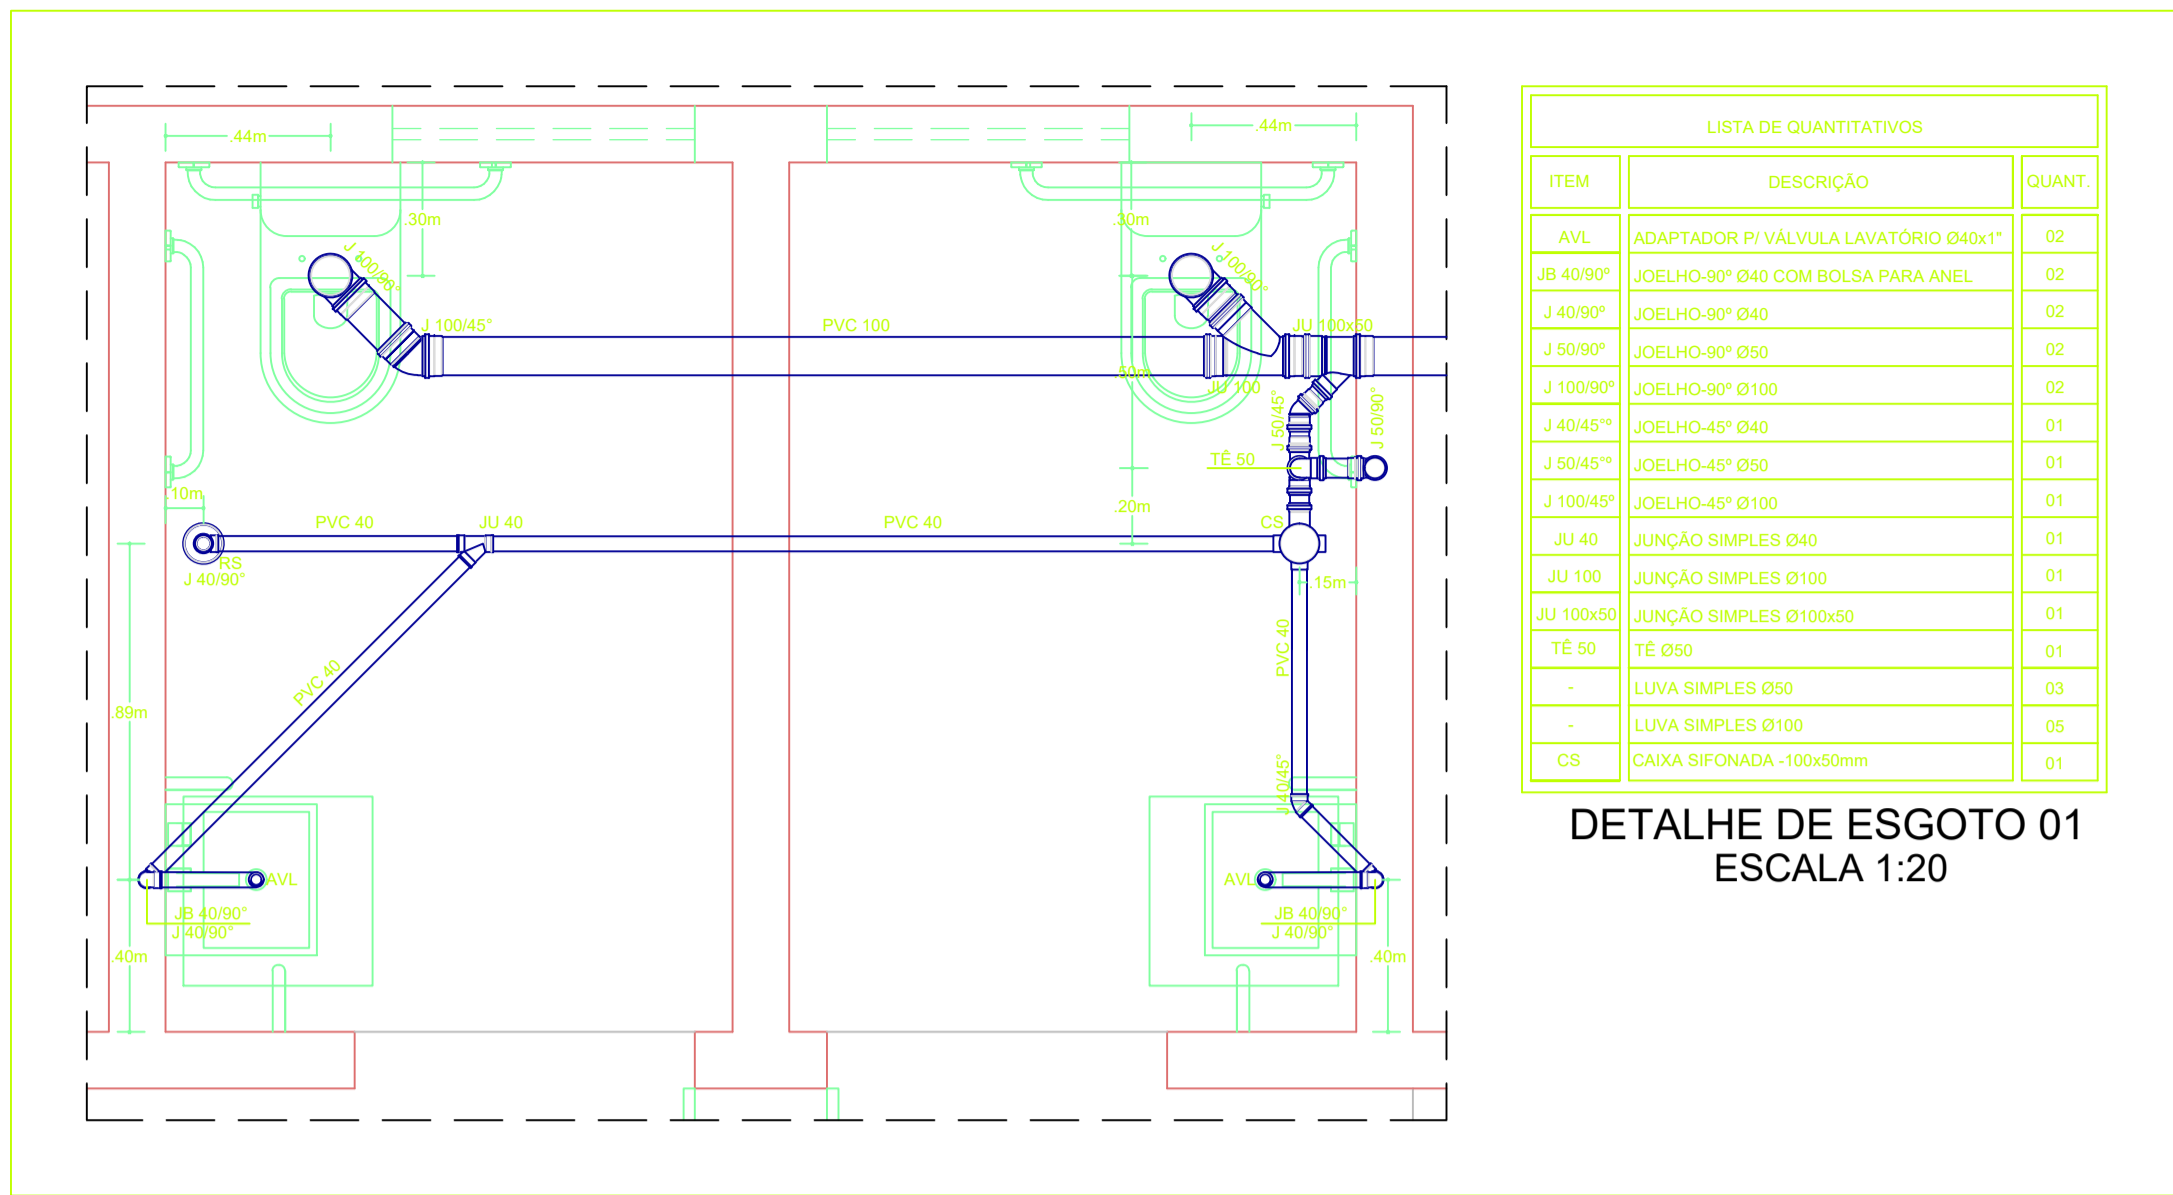 .44m
.44m
.30m
.30m
J 100/90°
J 100/90°
J 100/45°
PVC 100
JU 100x50
.50m
JU 100
J 50/45°
J 50/90°
TÊ 50
.10m
.20m
PVC 40
JU 40
PVC 40
CS
RS
J 40/90°
.15m
PVC 40
PVC 40
.89m
J 40/45°
AVL
AVL
JB 40/90°
J 40/90°
JB 40/90°
J 40/90°
.40m
.40m
LISTA DE QUANTITATIVOS
ITEM DESCRIÇÃO QUANT.
AVL ADAPTADOR P/ VÁLVULA LAVATÓRIO Ø40x1" 02
JB 40/90º JOELHO-90º Ø40 COM BOLSA PARA ANEL 02
J 40/90º JOELHO-90º Ø40 02
J 50/90º JOELHO-90º Ø50 02
J 100/90º JOELHO-90º Ø100 02
J 40/45°º JOELHO-45º Ø40 01
J 50/45°º JOELHO-45º Ø50 01
J 100/45º JOELHO-45º Ø100 01
JU 40 JUNÇÃO SIMPLES Ø40 01
JU 100 JUNÇÃO SIMPLES Ø100 01
JU 100x50 JUNÇÃO SIMPLES Ø100x50 01
TÊ 50 TÊ Ø50 01
- LUVA SIMPLES Ø50 03
- LUVA SIMPLES Ø100 05
CS CAIXA SIFONADA -100x50mm 01
DETALHE DE ESGOTO 01
ESCALA 1:20